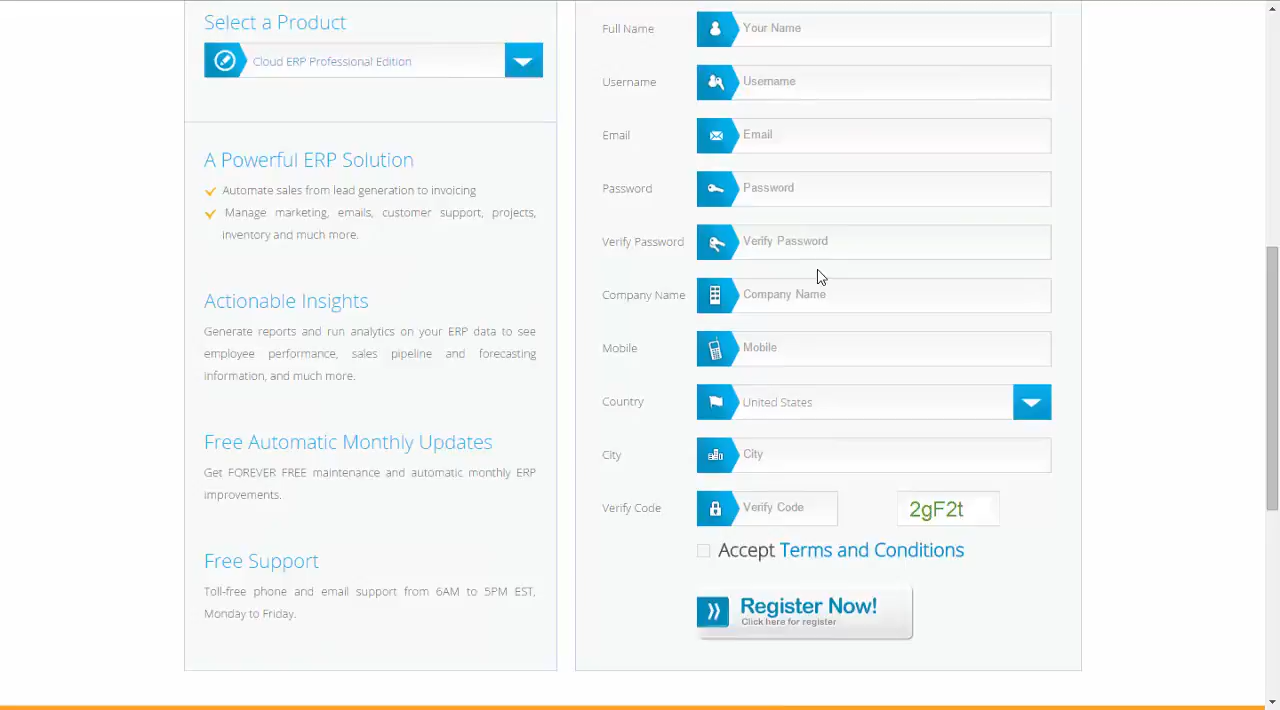 Select a Product
Cloud ERP Professional Edition
A Powerful ERP Solution
Automate sales from lead generation to invoicing
Manage marketing, emails, customer support, projects,
inventory and much more.
Actionable Insights
Generate reports and run analytics on your ERP data to see
employee performance, sales pipeline and forecasting
information, and much more.
Free Automatic Monthly Updates
Get FOREVER FREE maintenance and automatic monthly ERP
improvements.
Free Support
Toll-free phone and email support from 6AM to 5PM EST,
Monday to Friday.
Full Name Your Name
Username Username
Email Email
Password Password
Verify Password Verify Password
Company Name Company Name
Mobile Mobile
Country United States
City City
Verify Code Verify Code 2gF2t
Accept Terms and Conditions
Register Now!
Click here for register